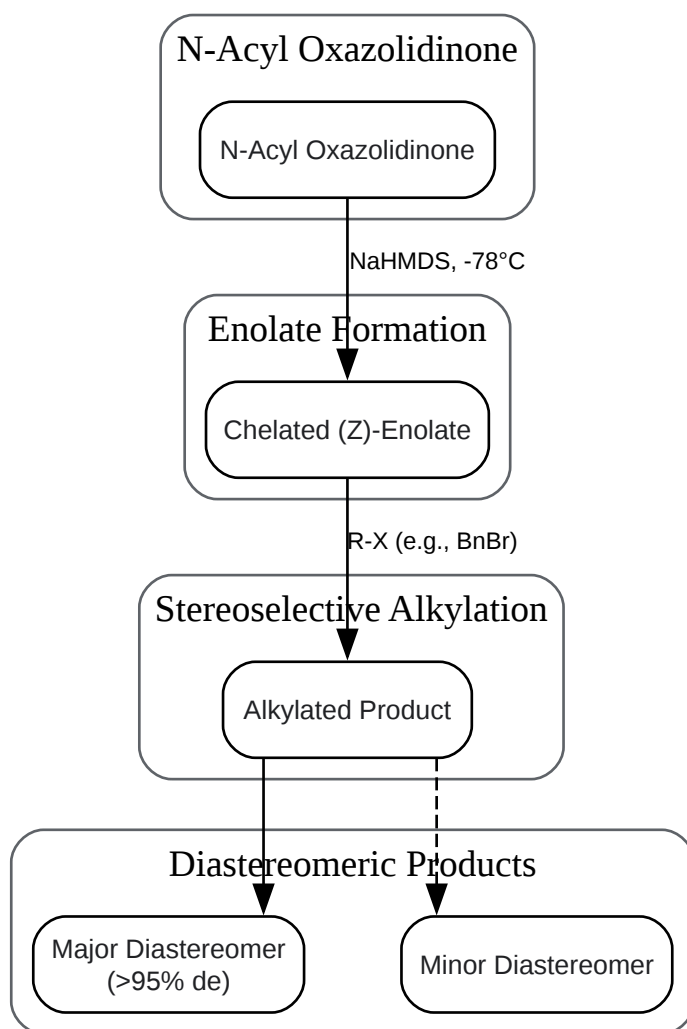 N-Acyl Oxazolidinone
N-Acyl Oxazolidinone
NaHMDS, -78°C
Enolate Formation
Chelated (Z)-Enolate
R-X (e.g., BnBr)
Stereoselective Alkylation
Alkylated Product
Diastereomeric Products
Major Diastereomer
(>95% de)
Minor Diastereomer